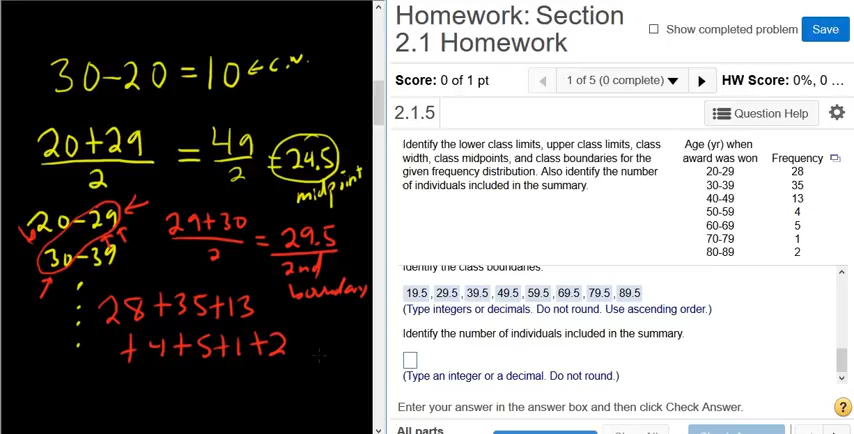 30-20=10 ← C.W.
20+29 / 2 = 49 / 2 = 24.5
midpoint
20-29
30-39
29+30 / 2 = 29.5
2nd
boundary
28+35+13
+4+5+1+2
Homework: Section
2.1 Homework
Show completed problem
Save
Score: 0 of 1 pt
1 of 5 (0 complete)
HW Score: 0%, 0 ...
2.1.5
Question Help
Identify the lower class limits, upper class limits, class
width, class midpoints, and class boundaries for the
given frequency distribution. Also identify the number
of individuals included in the summary.
Age (yr) when
award was won Frequency
20-29 28
30-39 35
40-49 13
50-59 4
60-69 5
70-79 1
80-89 2
Identify the class boundaries.
19.5, 29.5, 39.5, 49.5, 59.5, 69.5, 79.5, 89.5
(Type integers or decimals. Do not round. Use ascending order.)
Identify the number of individuals included in the summary.
(Type an integer or a decimal. Do not round.)
Enter your answer in the answer box and then click Check Answer.
?
All parts